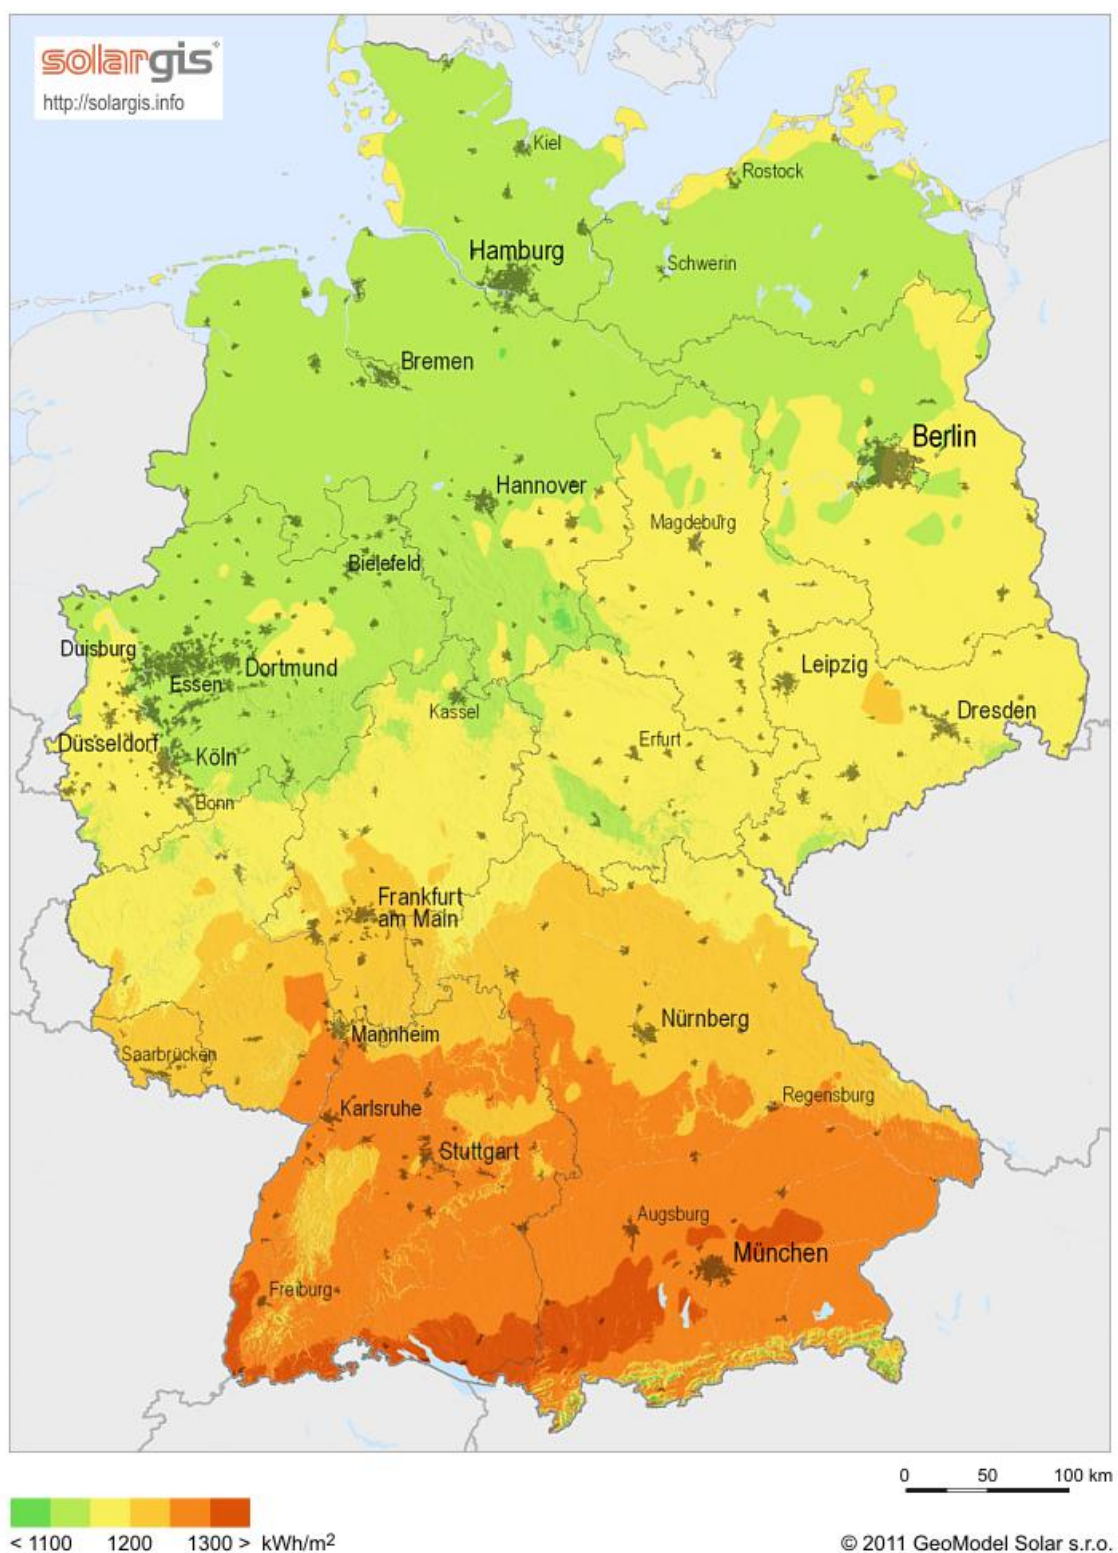 solargis
http://solargis.info
Kiel
Rostock
Hamburg
Schwerin
Bremen
Berlin
Hannover
Magdeburg
Bielefeld
Duisburg
Dortmund
Essen
Leipzig
Kassel
Dresden
Düsseldorf
Köln
Erfurt
Bonn
Frankfurt
am Main
Nürnberg
Mannheim
Saarbrücken
Regensburg
Karlsruhe
Stuttgart
Augsburg
München
Freiburg
0 50 100 km
< 1100 1200 1300 > kWh/m²
© 2011 GeoModel Solar s.r.o.